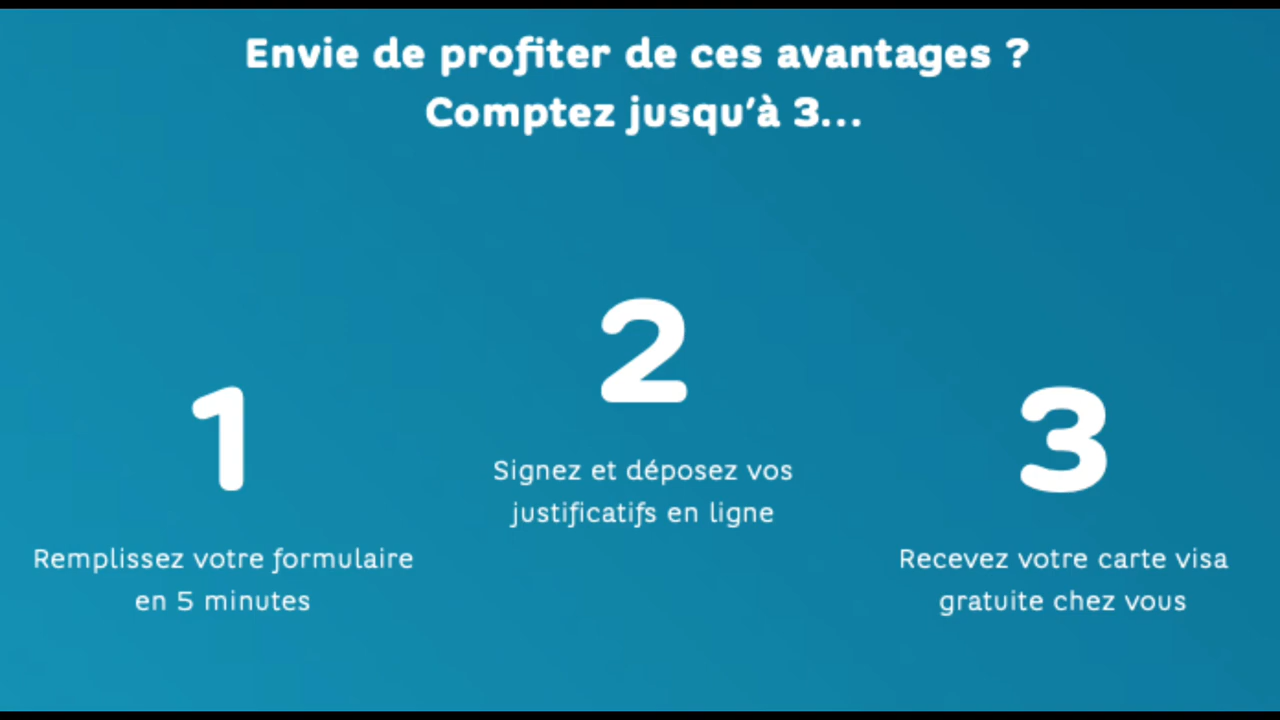 Envie de profiter de ces avantages ?
Comptez jusqu’à 3...
1
Remplissez votre formulaire
en 5 minutes
2
Signez et déposez vos
justificatifs en ligne
3
Recevez votre carte visa
gratuite chez vous